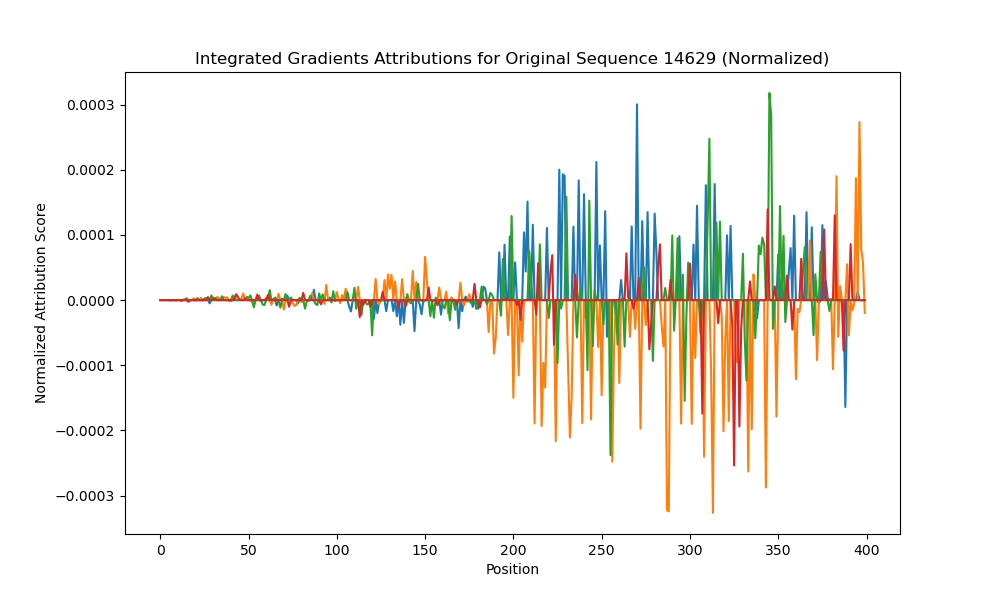 Integrated Gradients Attributions for Original Sequence 14629 (Normalized)
Normalized Attribution Score
0.0003
0.0002
0.0001
0.0000
−0.0001
−0.0002
−0.0003
0 50 100 150 200 250 300 350 400
Position